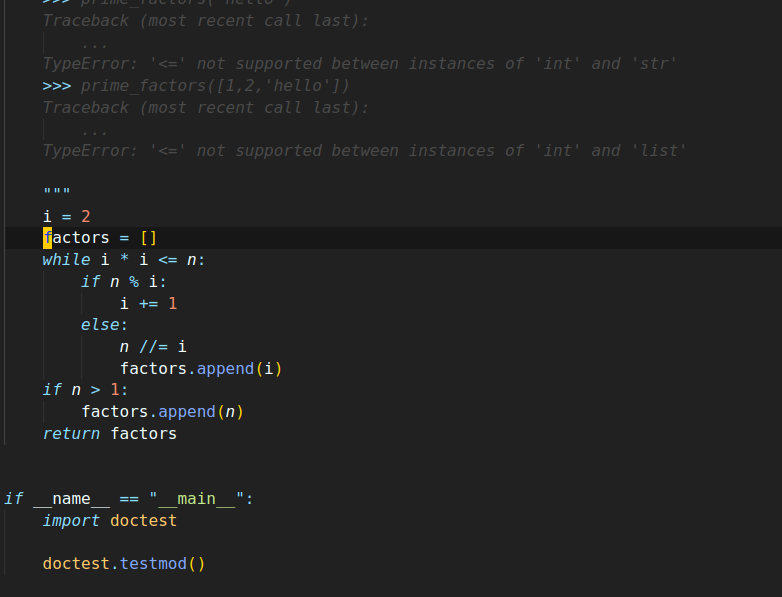 >>> prime_factors('hello')
Traceback (most recent call last):
...
TypeError: '<=' not supported between instances of 'int' and 'str'
>>> prime_factors([1,2,'hello'])
Traceback (most recent call last):
...
TypeError: '<=' not supported between instances of 'int' and 'list'
"""
i = 2
factors = []
while i * i <= n:
if n % i:
i += 1
else:
n //= i
factors.append(i)
if n > 1:
factors.append(n)
return factors
if __name__ == "__main__":
import doctest
doctest.testmod()